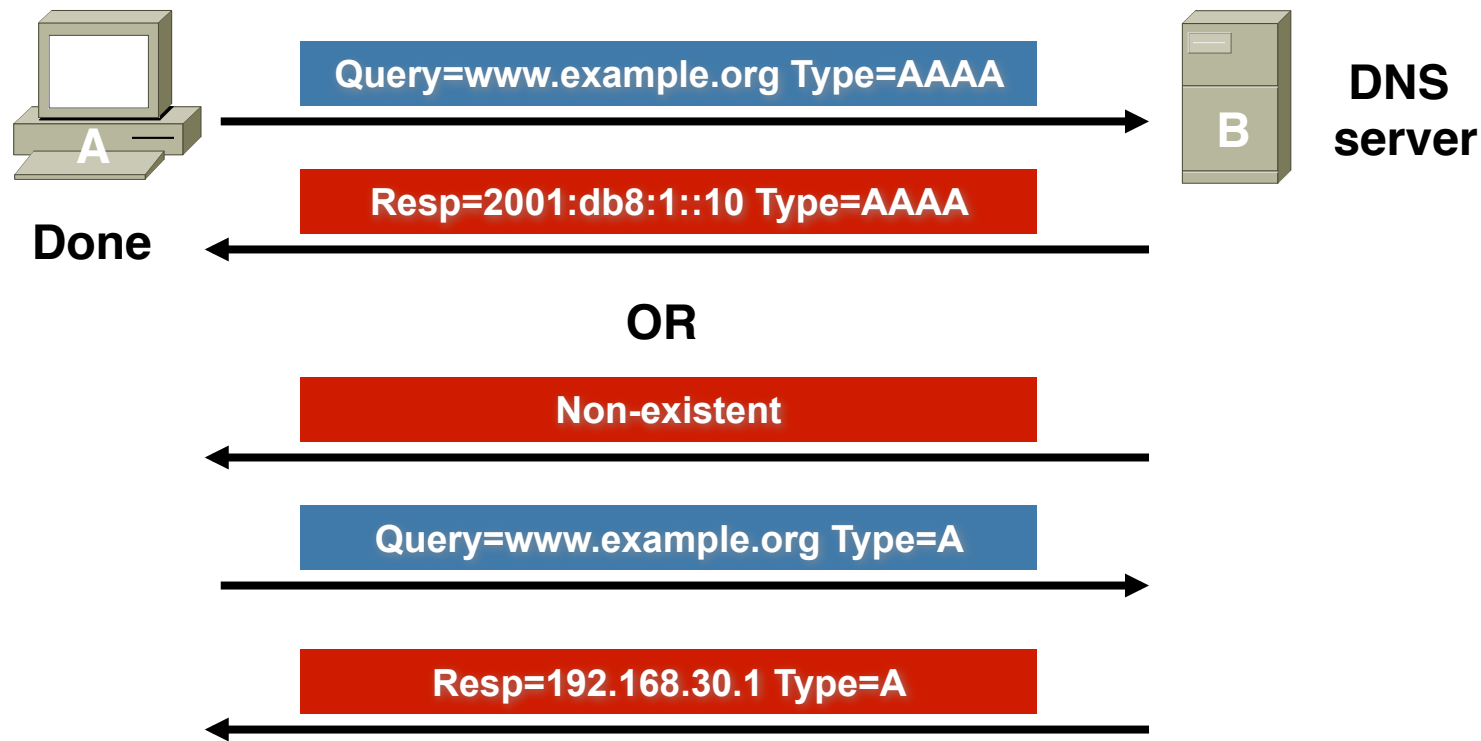 Query=www.example.org Type=AAAA
A
B
DNS
server
Resp=2001:db8:1::10 Type=AAAA
Done
OR
Non-existent
Query=www.example.org Type=A
Resp=192.168.30.1 Type=A